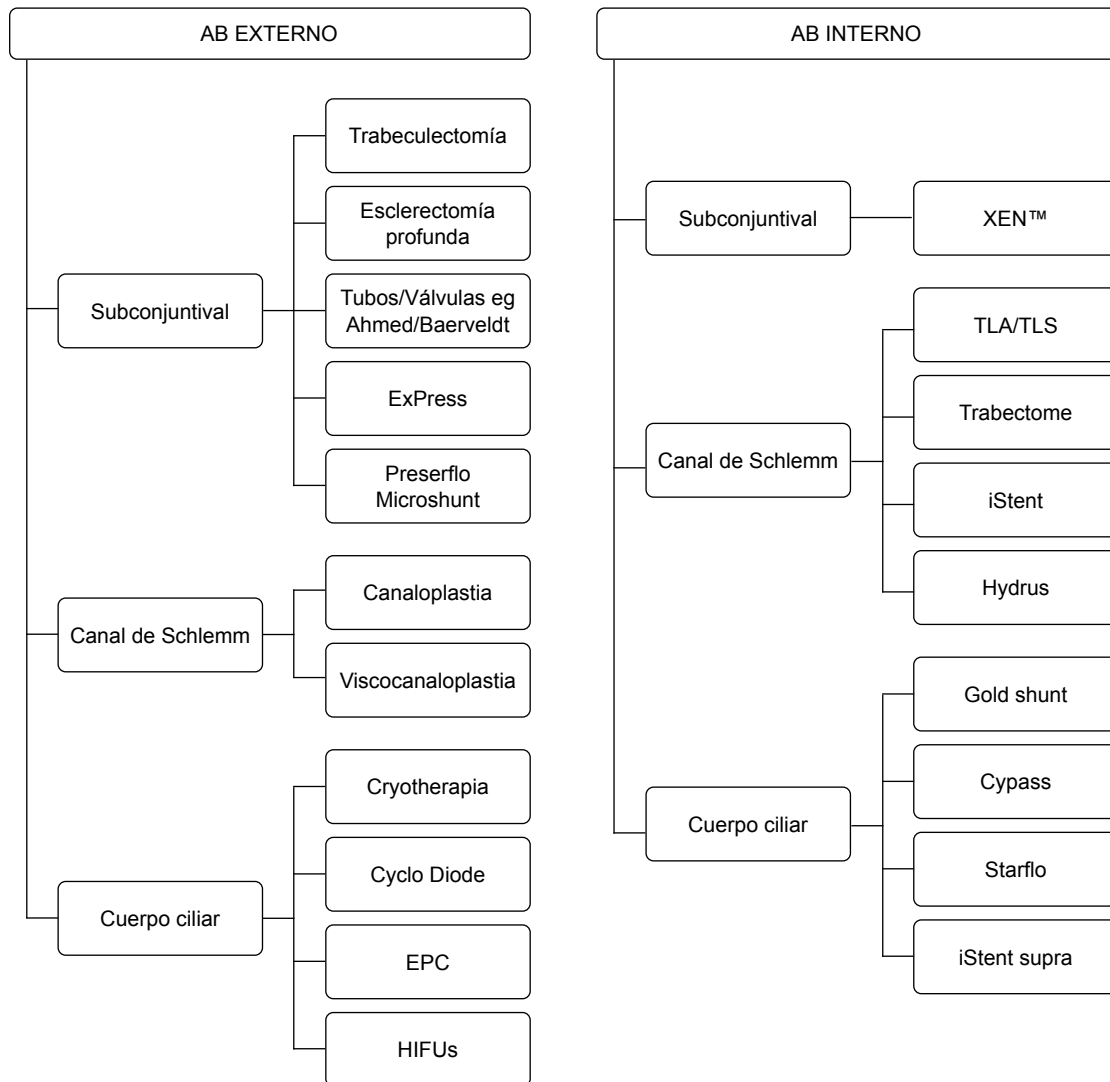 AB EXTERNO
Subconjuntival
Trabeculectomía
Esclerectomía
profunda
Tubos/Válvulas eg
Ahmed/Baerveldt
ExPress
Preserflo
Microshunt
Canal de Schlemm
Canaloplastia
Viscocanaloplastia
Cuerpo ciliar
Cryotherapia
Cyclo Diode
EPC
HIFUs
AB INTERNO
Subconjuntival
XEN™
Canal de Schlemm
TLA/TLS
Trabectome
iStent
Hydrus
Cuerpo ciliar
Gold shunt
Cypass
Starflo
iStent supra